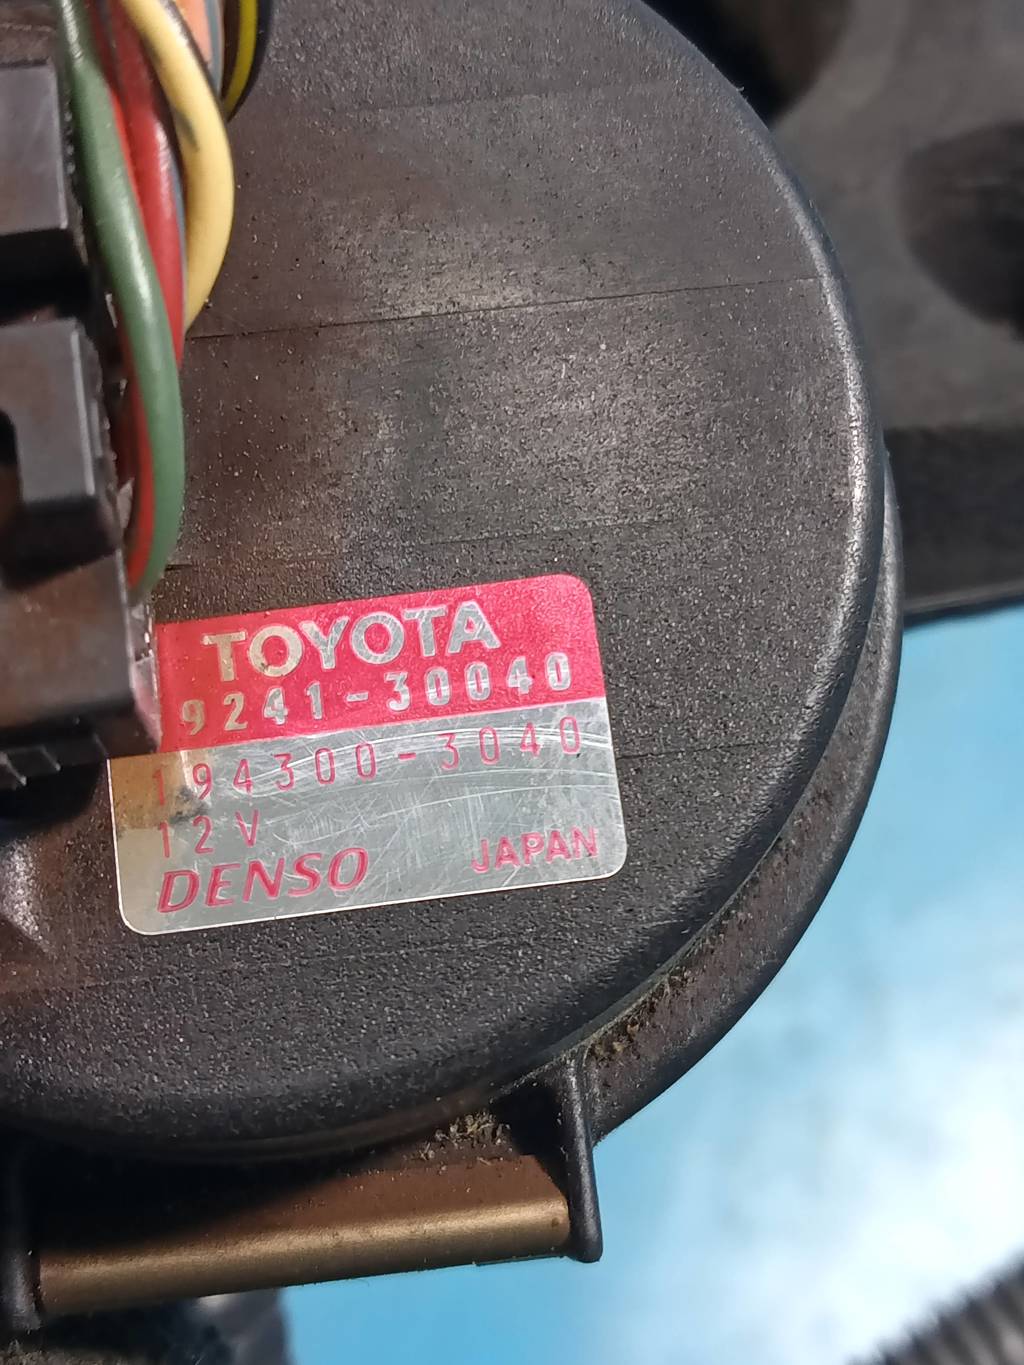 TOYOTA
9241-30040
194300-3040
12V
DENSO JAPAN